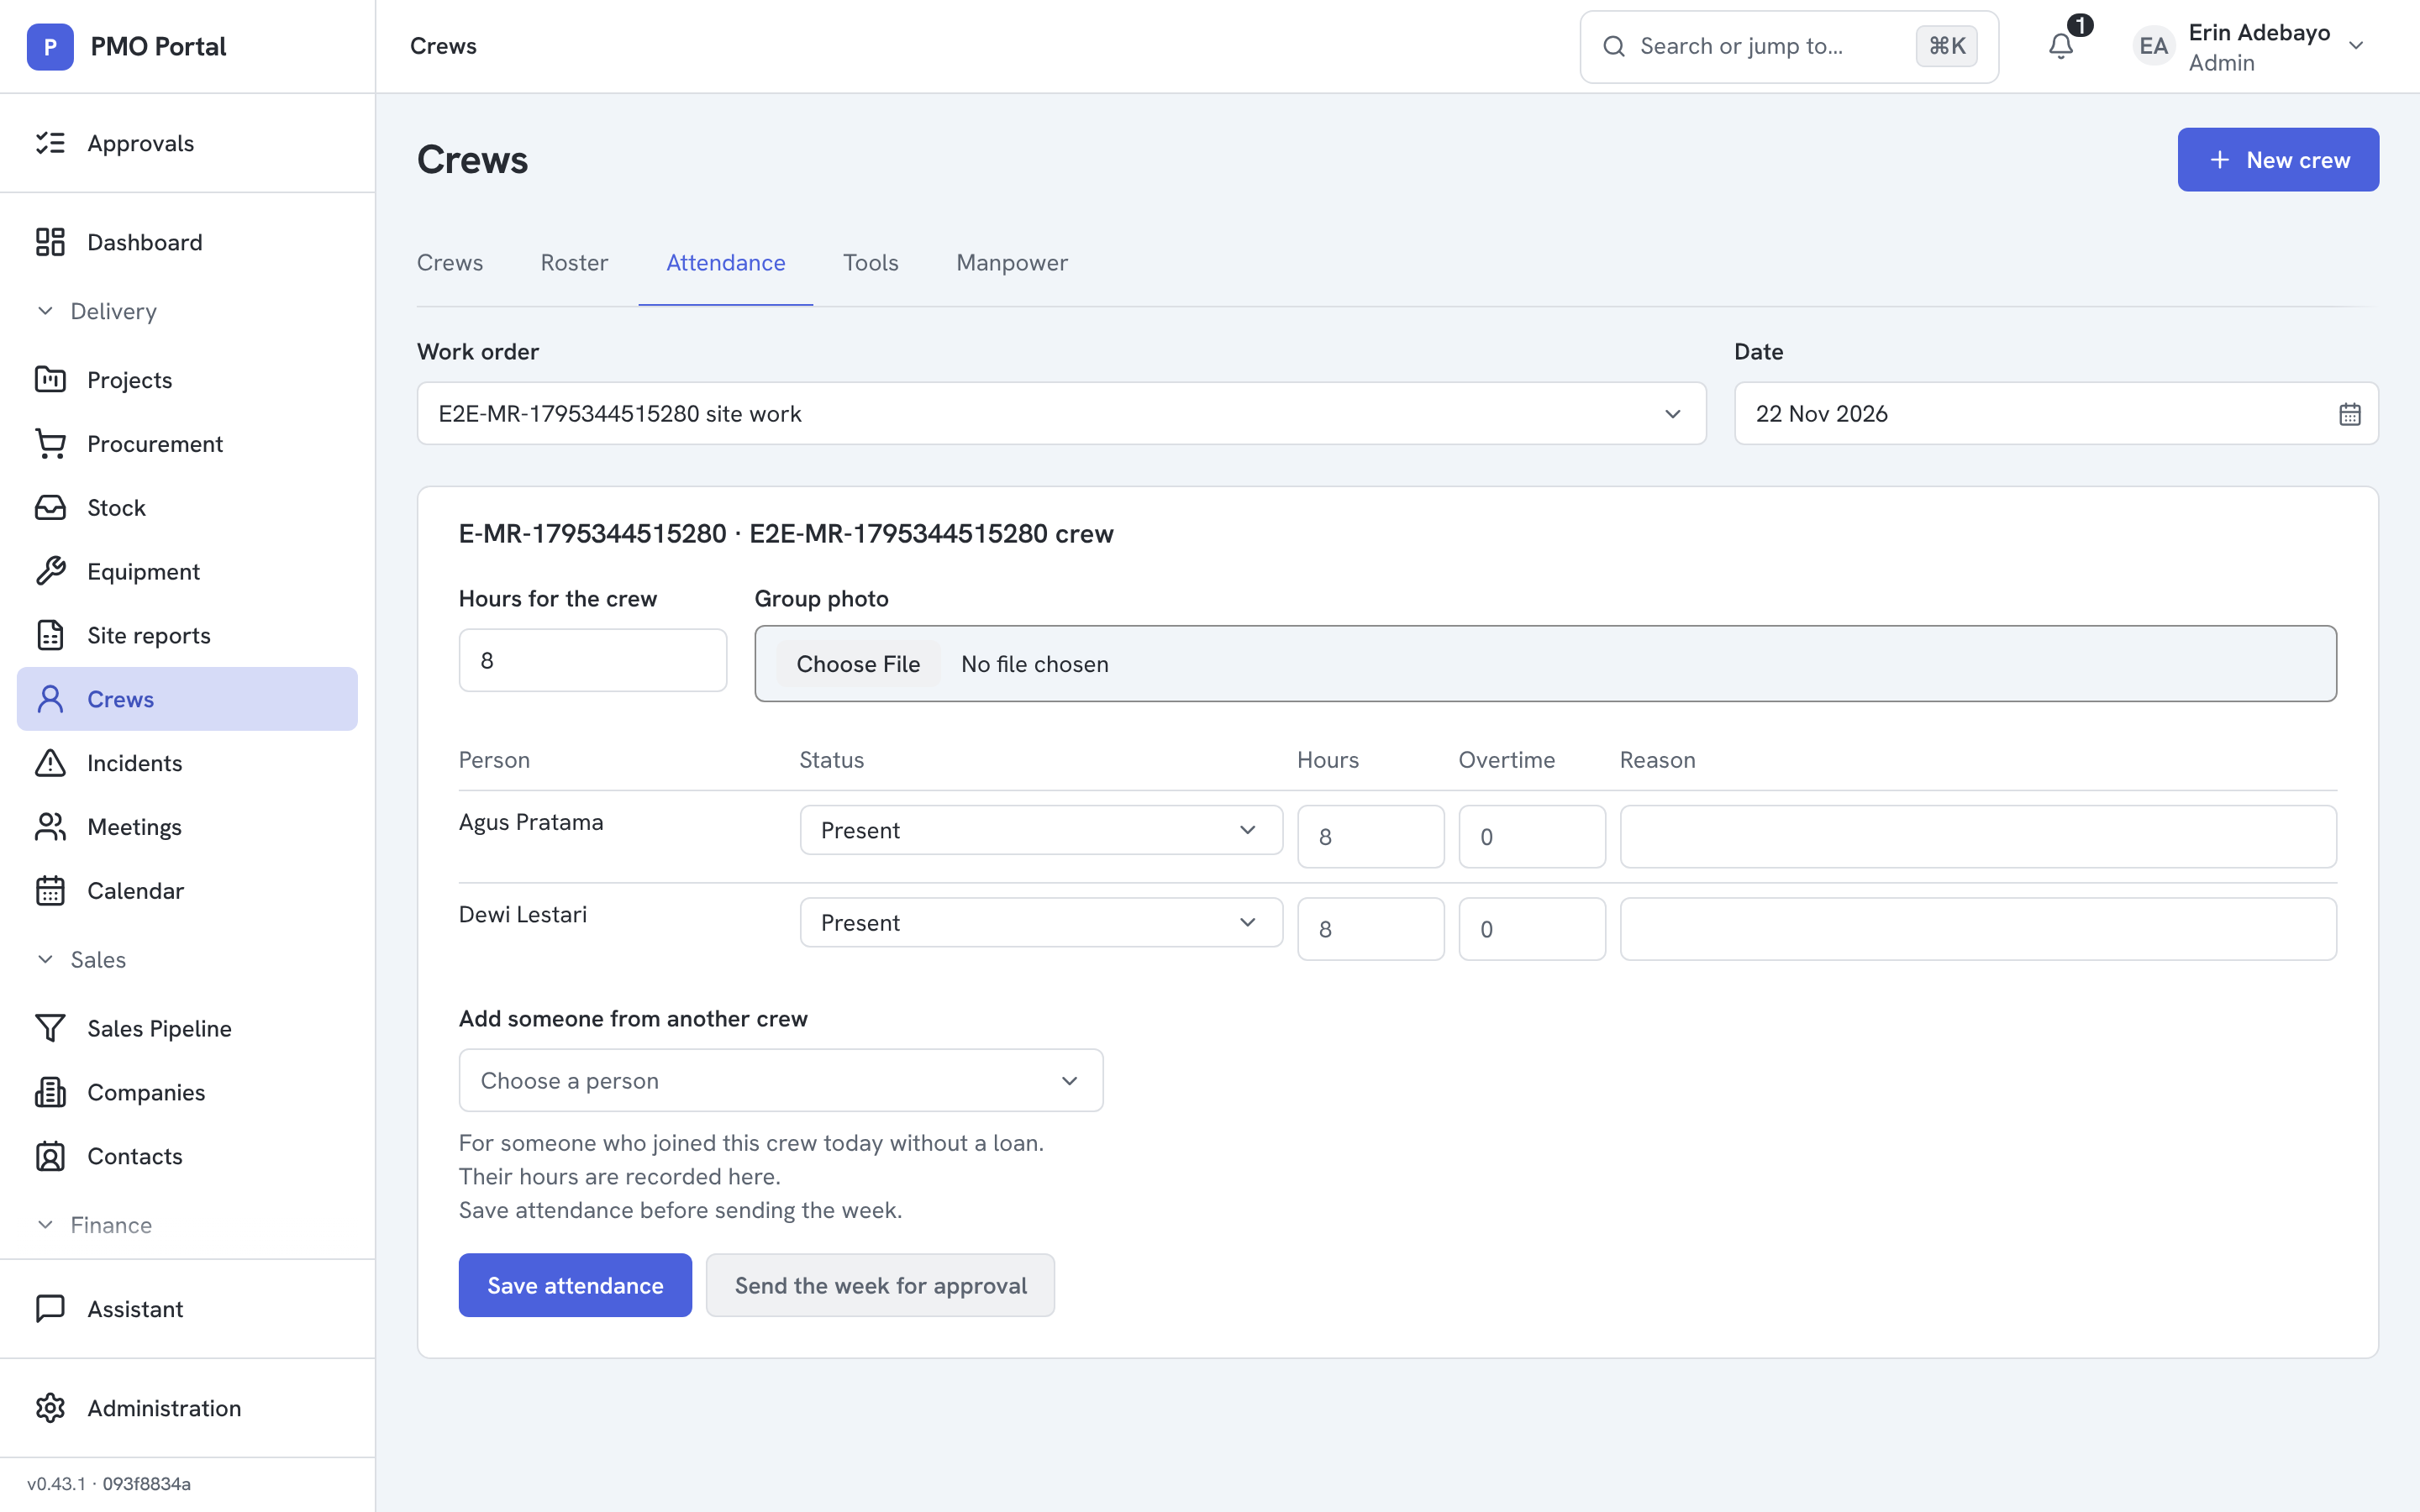 P PMO Portal
Crews
Search or jump to...
⌘K
1
EA
Erin Adebayo
Admin
Approvals
Dashboard
Delivery
Projects
Procurement
Stock
Equipment
Site reports
Crews
Incidents
Meetings
Calendar
Sales
Sales Pipeline
Companies
Contacts
Finance
Assistant
Administration
v0.43.1 · 093f8834a
Crews
New crew
Crews Roster Attendance Tools Manpower
Work order
Date
E2E-MR-1795344515280 site work
22 Nov 2026
E-MR-1795344515280 · E2E-MR-1795344515280 crew
Hours for the crew
Group photo
8
Choose File No file chosen
Person Status Hours Overtime Reason
Agus Pratama Present 8 0
Dewi Lestari Present 8 0
Add someone from another crew
Choose a person
For someone who joined this crew today without a loan.
Their hours are recorded here.
Save attendance before sending the week.
Save attendance
Send the week for approval